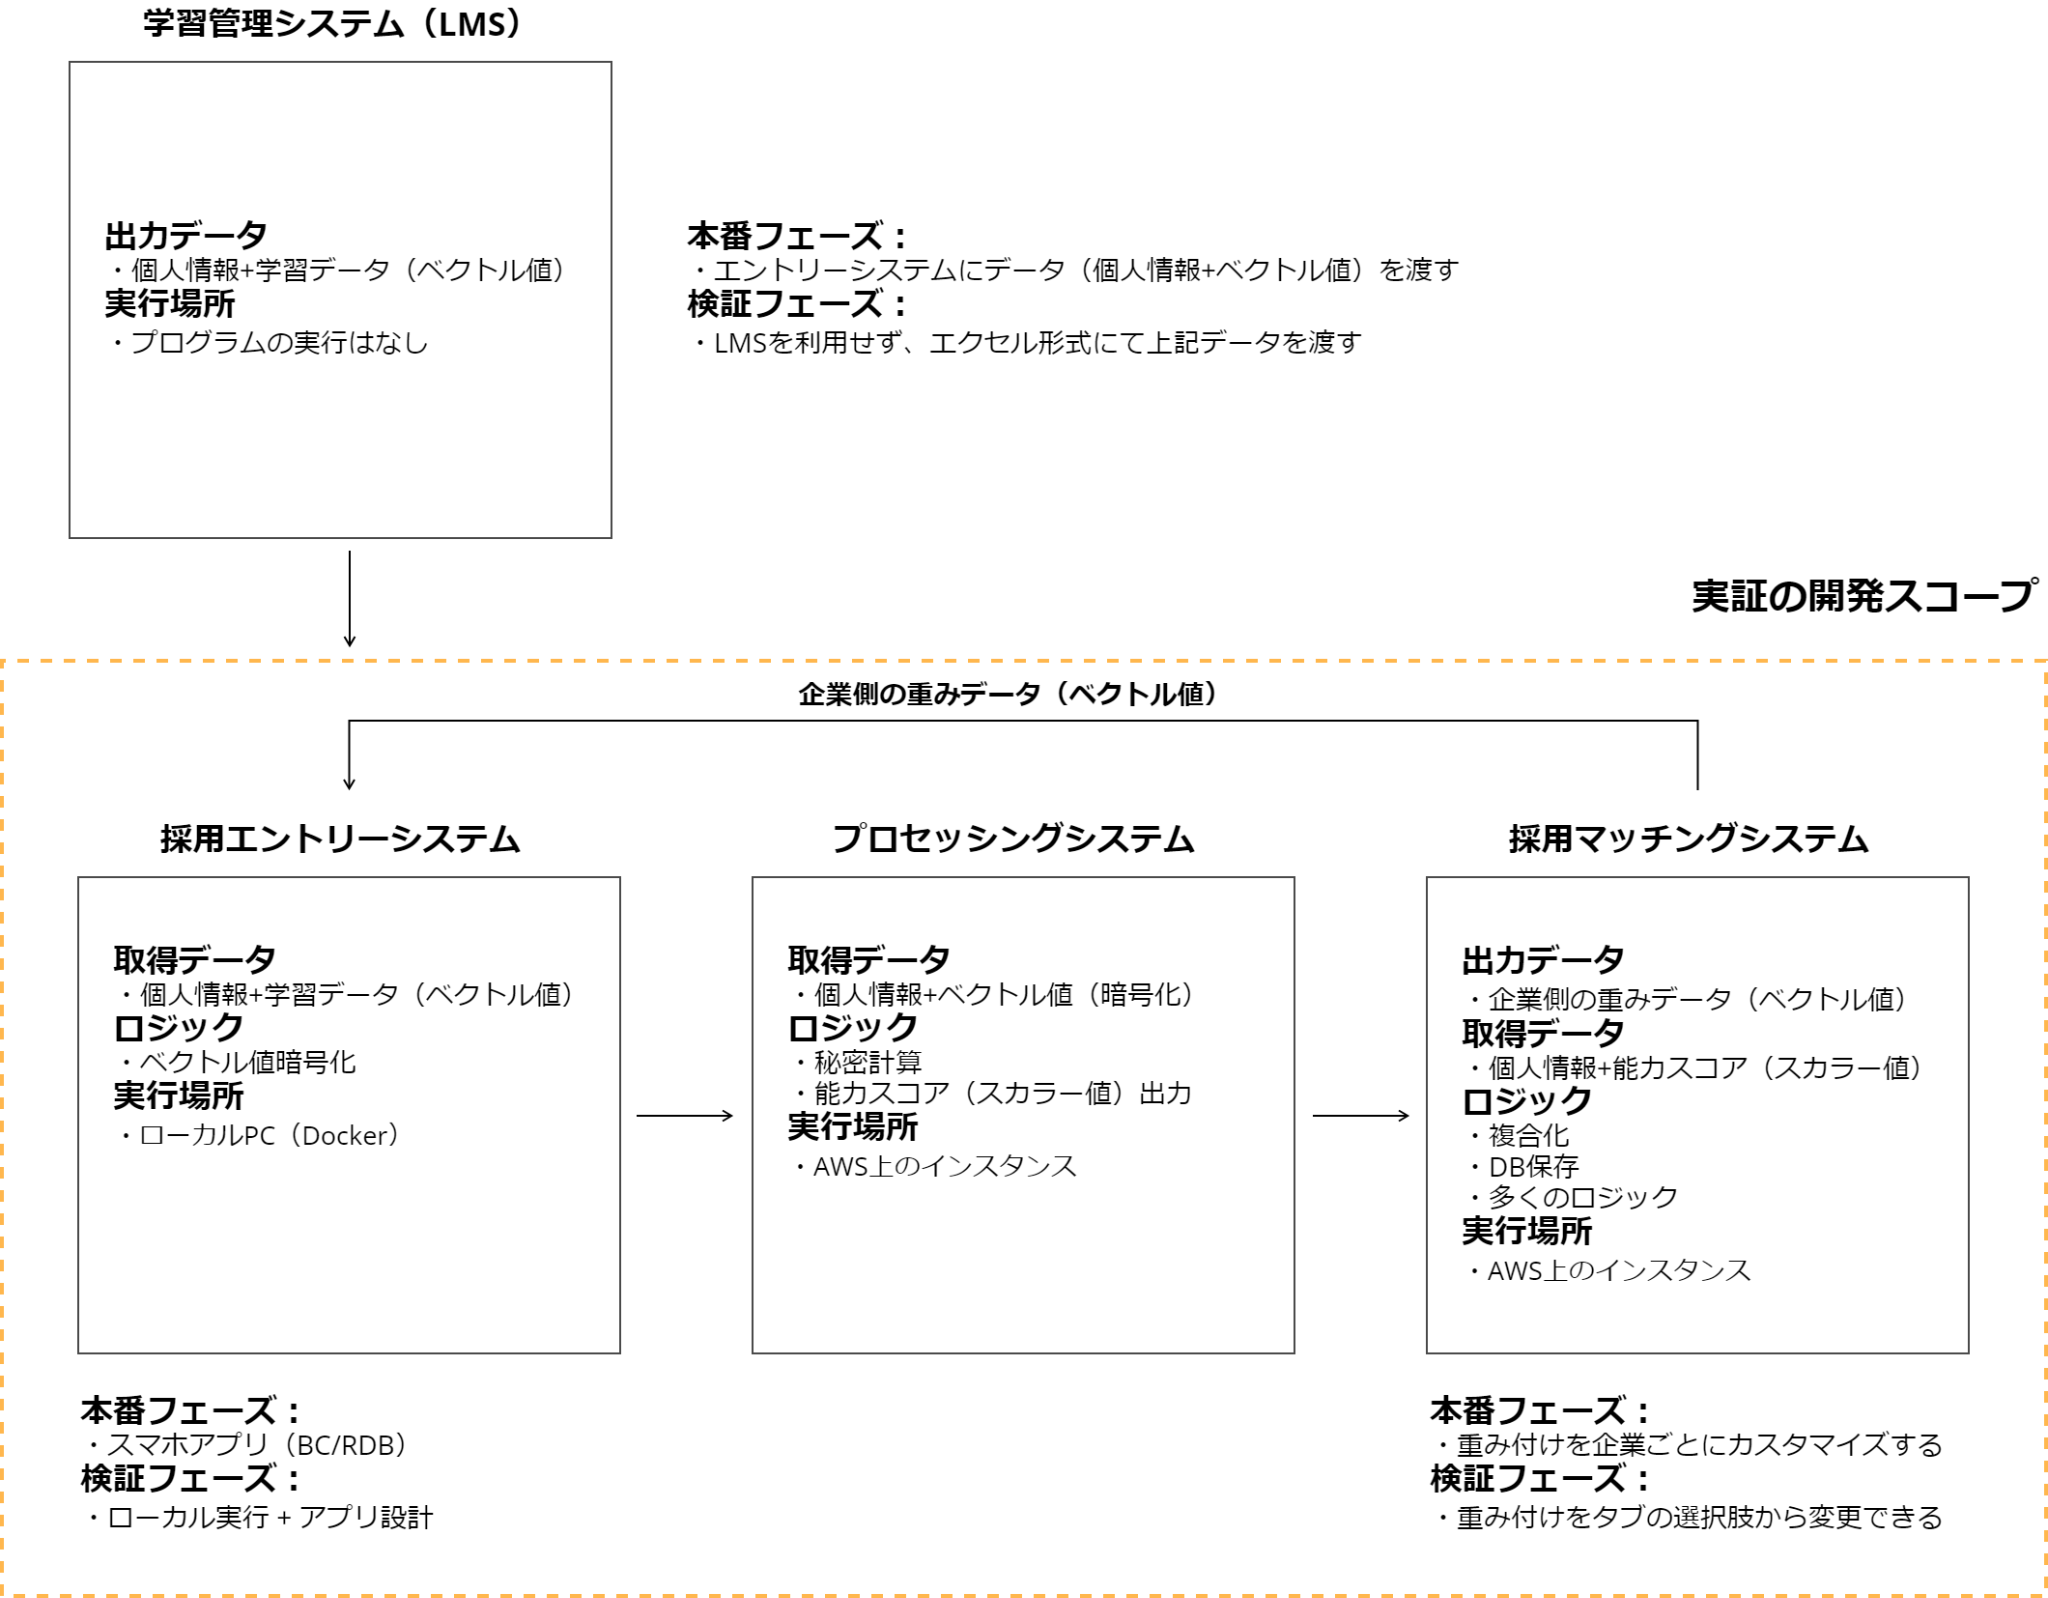 学習管理システム（LMS）
出力データ
・個人情報+学習データ（ベクトル値）
実行場所
・プログラムの実行はなし
本番フェーズ：
・エントリーシステムにデータ（個人情報+ベクトル値）を渡す
検証フェーズ：
・LMSを利用せず、エクセル形式にて上記データを渡す
実証の開発スコープ
企業側の重みデータ（ベクトル値）
採用エントリーシステム
取得データ
・個人情報+学習データ（ベクトル値）
ロジック
・ベクトル値暗号化
実行場所
・ローカルPC（Docker）
本番フェーズ：
・スマホアプリ（BC/RDB）
検証フェーズ：
・ローカル実行 + アプリ設計
プロセッシングシステム
取得データ
・個人情報+ベクトル値（暗号化）
ロジック
・秘密計算
・能力スコア（スカラー値）出力
実行場所
・AWS上のインスタンス
採用マッチングシステム
出力データ
・企業側の重みデータ（ベクトル値）
取得データ
・個人情報+能力スコア（スカラー値）
ロジック
・複合化
・DB保存
・多くのロジック
実行場所
・AWS上のインスタンス
本番フェーズ：
・重み付けを企業ごとにカスタマイズする
検証フェーズ：
・重み付けをタブの選択肢から変更できる